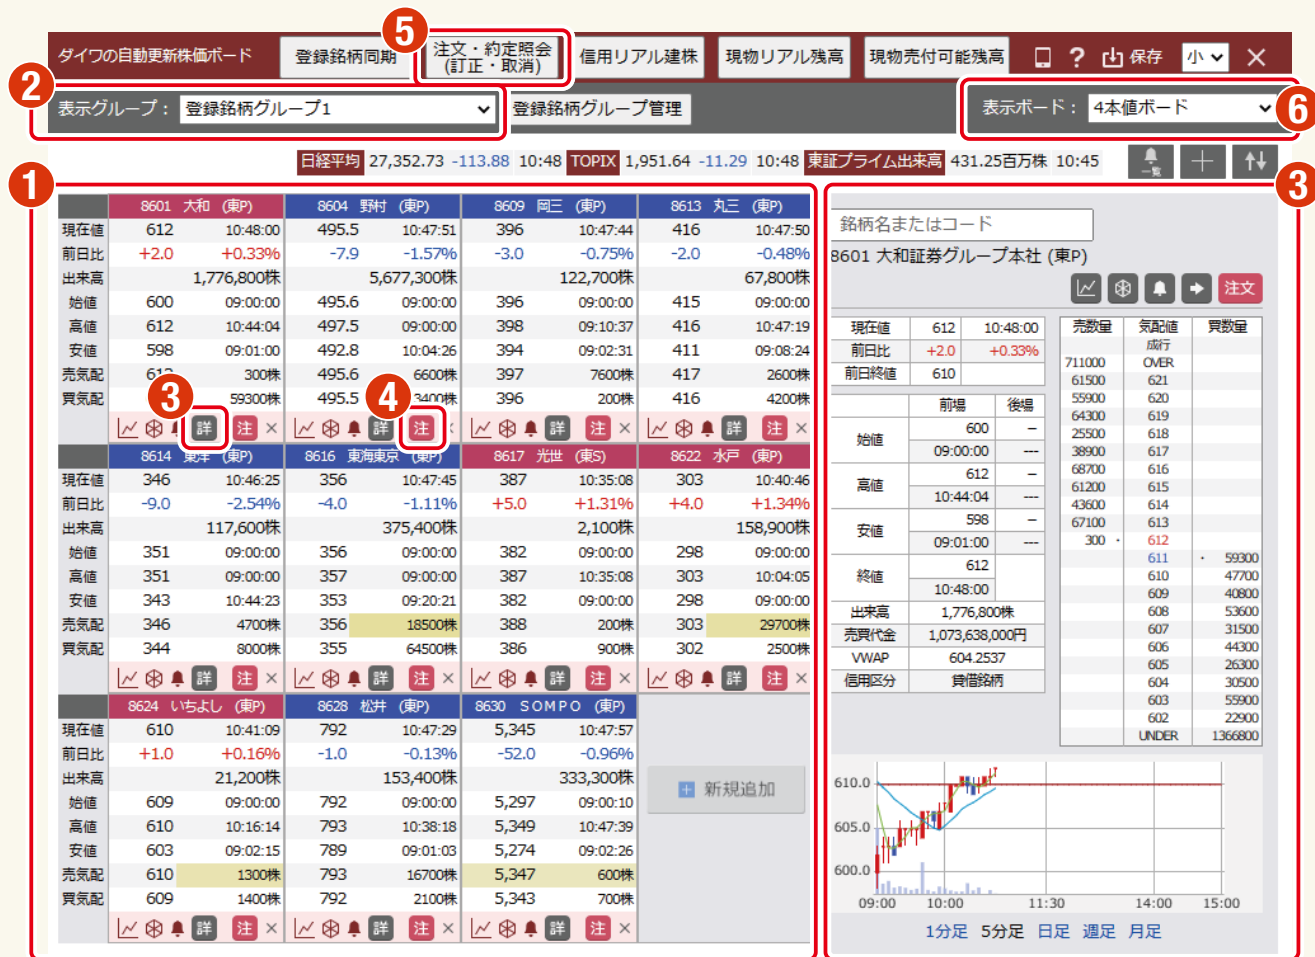 5
ダイワの自動更新株価ボード 登録銘柄同期 注文・約定照会 (訂正・取消) 信用リアル建株 現物リアル残高 現物売付可能残高 ? 保存 小 ×
2
表示グループ： 登録銘柄グループ1 登録銘柄グループ管理 表示ボード： 4本値ボード 6
日経平均 27,352.73 -113.88 10:48 TOPIX 1,951.64 -11.29 10:48 東証プライム出来高 431.25百万株 10:45 一覧
1
8601 大和 (東P) 8604 野村 (東P) 8609 岡三 (東P) 8613 丸三 (東P)
現在値 612 10:48:00 495.5 10:47:51 396 10:47:44 416 10:47:50
前日比 +2.0 +0.33% -7.9 -1.57% -3.0 -0.75% -2.0 -0.48%
出来高 1,776,800株 5,677,300株 122,700株 67,800株
始値 600 09:00:00 495.6 09:00:00 396 09:00:00 415 09:00:00
高値 612 10:44:04 497.5 09:00:00 398 09:10:37 416 10:47:19
安値 598 09:01:00 492.8 10:04:26 394 09:02:31 411 09:08:24
売気配 612 300株 495.6 6600株 397 7600株 417 2600株
買気配 59300株 495.5 3400株 396 200株 416 4200株
3 4
詳 注 × 詳 注 × 詳 注 × 詳 注 ×
8614 東洋 (東P) 8616 東海東京 (東P) 8617 光世 (東S) 8622 水戸 (東P)
現在値 346 10:46:25 356 10:47:45 387 10:35:08 303 10:40:46
前日比 -9.0 -2.54% -4.0 -1.11% +5.0 +1.31% +4.0 +1.34%
出来高 117,600株 375,400株 2,100株 158,900株
始値 351 09:00:00 356 09:00:00 382 09:00:00 298 09:00:00
高値 351 09:00:00 357 09:00:00 387 10:35:08 303 10:04:05
安値 343 10:44:23 353 09:20:21 382 09:00:00 298 09:00:00
売気配 346 4700株 356 18500株 388 200株 303 29700株
買気配 344 8000株 355 64500株 386 900株 302 2500株
詳 注 × 詳 注 × 詳 注 × 詳 注 ×
8624 いちよし (東P) 8628 松井 (東P) 8630 ＳＯＭＰＯ (東P)
現在値 610 10:41:09 792 10:47:29 5,345 10:47:57
前日比 +1.0 +0.16% -1.0 -0.13% -52.0 -0.96%
出来高 21,200株 153,400株 333,300株
始値 609 09:00:00 792 09:00:00 5,297 09:00:10
高値 610 10:16:14 793 10:38:18 5,349 10:47:39
安値 603 09:02:15 789 09:01:03 5,274 09:02:26
売気配 610 1300株 793 16700株 5,347 600株
買気配 609 1400株 792 2100株 5,343 700株
詳 注 × 詳 注 × 詳 注 ×
新規追加
3
銘柄名またはコード
8601 大和証券グループ本社 (東P)
注文
現在値 612 10:48:00
前日比 +2.0 +0.33%
前日終値 610
前場 後場
始値 600 –
09:00:00 ---
高値 612 –
10:44:04 ---
安値 598 –
09:01:00 ---
終値 612
10:48:00
出来高 1,776,800株
売買代金 1,073,638,000円
VWAP 604.2537
信用区分 貸借銘柄
売数量 気配値 買数量
成行
711000 OVER
61500 621
55900 620
64300 619
25500 618
38900 617
68700 616
61200 615
43600 614
67100 613
300 · 612
611 · 59300
610 47700
609 40800
608 53600
607 31500
606 44300
605 26300
604 30500
603 55900
602 22900
UNDER 1366800
610.0
605.0
600.0
09:00 10:00 11:30 14:00 15:00
1分足 5分足 日足 週足 月足